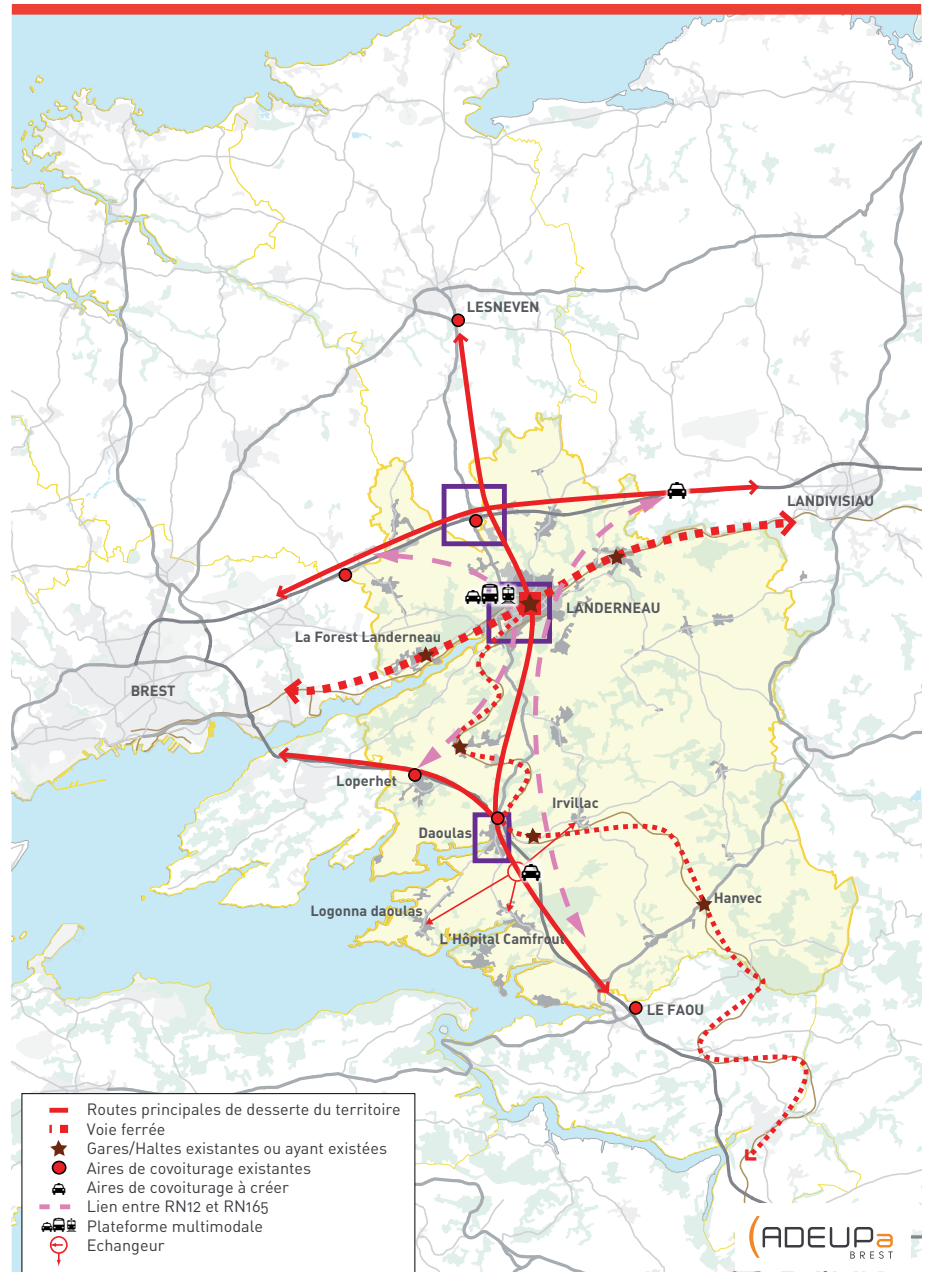 LESNEVEN
LANDIVISIAU
LANDERNEAU
La Forest Landerneau
BREST
Loperhet
Irvillac
Daoulas
Hanvec
Logonna daoulas
L'Hôpital Camfrout
LE FAOU
Routes principales de desserte du territoire
Voie ferrée
Gares/Haltes existantes ou ayant existées
Aires de covoiturage existantes
Aires de covoiturage à créer
Lien entre RN12 et RN165
Plateforme multimodale
Echangeur
ADEUPa
BREST